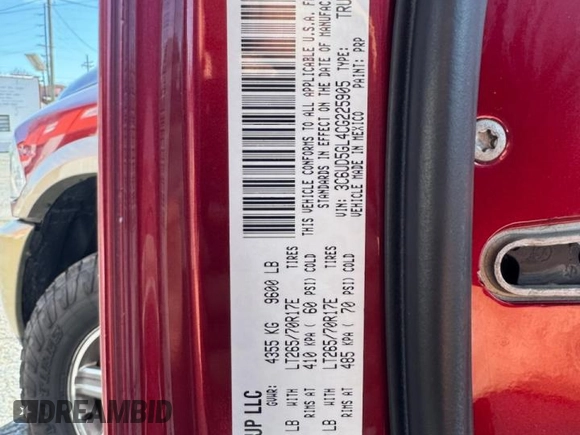 UP LLC
GVWR: 4355 KG 9600 LB
LB WITH LT265/70R17E TIRES
RIMS AT 410 KPA ( 60 PSI) COLD
LB WITH LT265/70R17E TIRES
RIMS AT 485 KPA ( 70 PSI) COLD
THIS VEHICLE CONFORMS TO ALL APPLICABLE U.S.A. F
STANDARDS IN EFFECT ON THE DATE OF MANUFAC
VIN: 3C6UD5GL4CG225905 TYPE: TRU
VEHICLE MADE IN MEXICO PAINT: PRP
DREAMBID